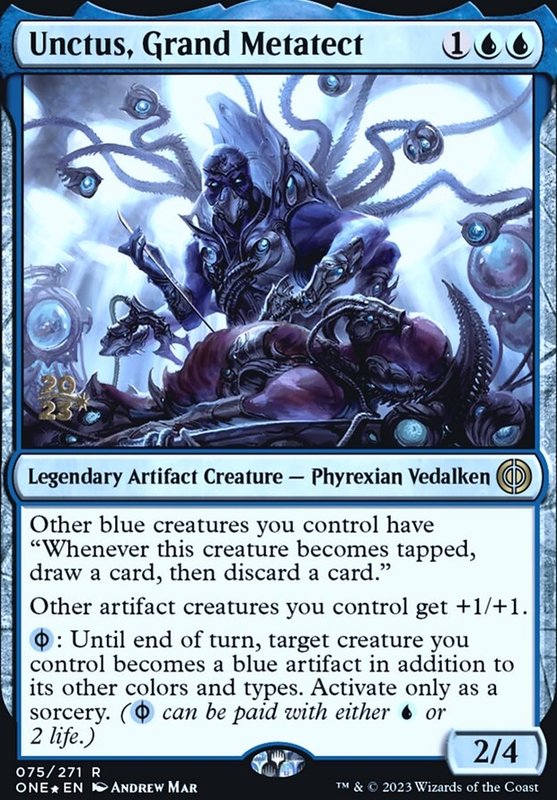 Unctus, Grand Metatect 1
20
23
Legendary Artifact Creature — Phyrexian Vedalken
Other blue creatures you control have
“Whenever this creature becomes tapped,
draw a card, then discard a card.”
Other artifact creatures you control get +1/+1.
: Until end of turn, target creature you
control becomes a blue artifact in addition to
its other colors and types. Activate only as a
sorcery. ( can be paid with either or
2 life.)
2/4
075/271 R
ONE★EN Andrew Mar
™ & © 2023 Wizards of the Coast